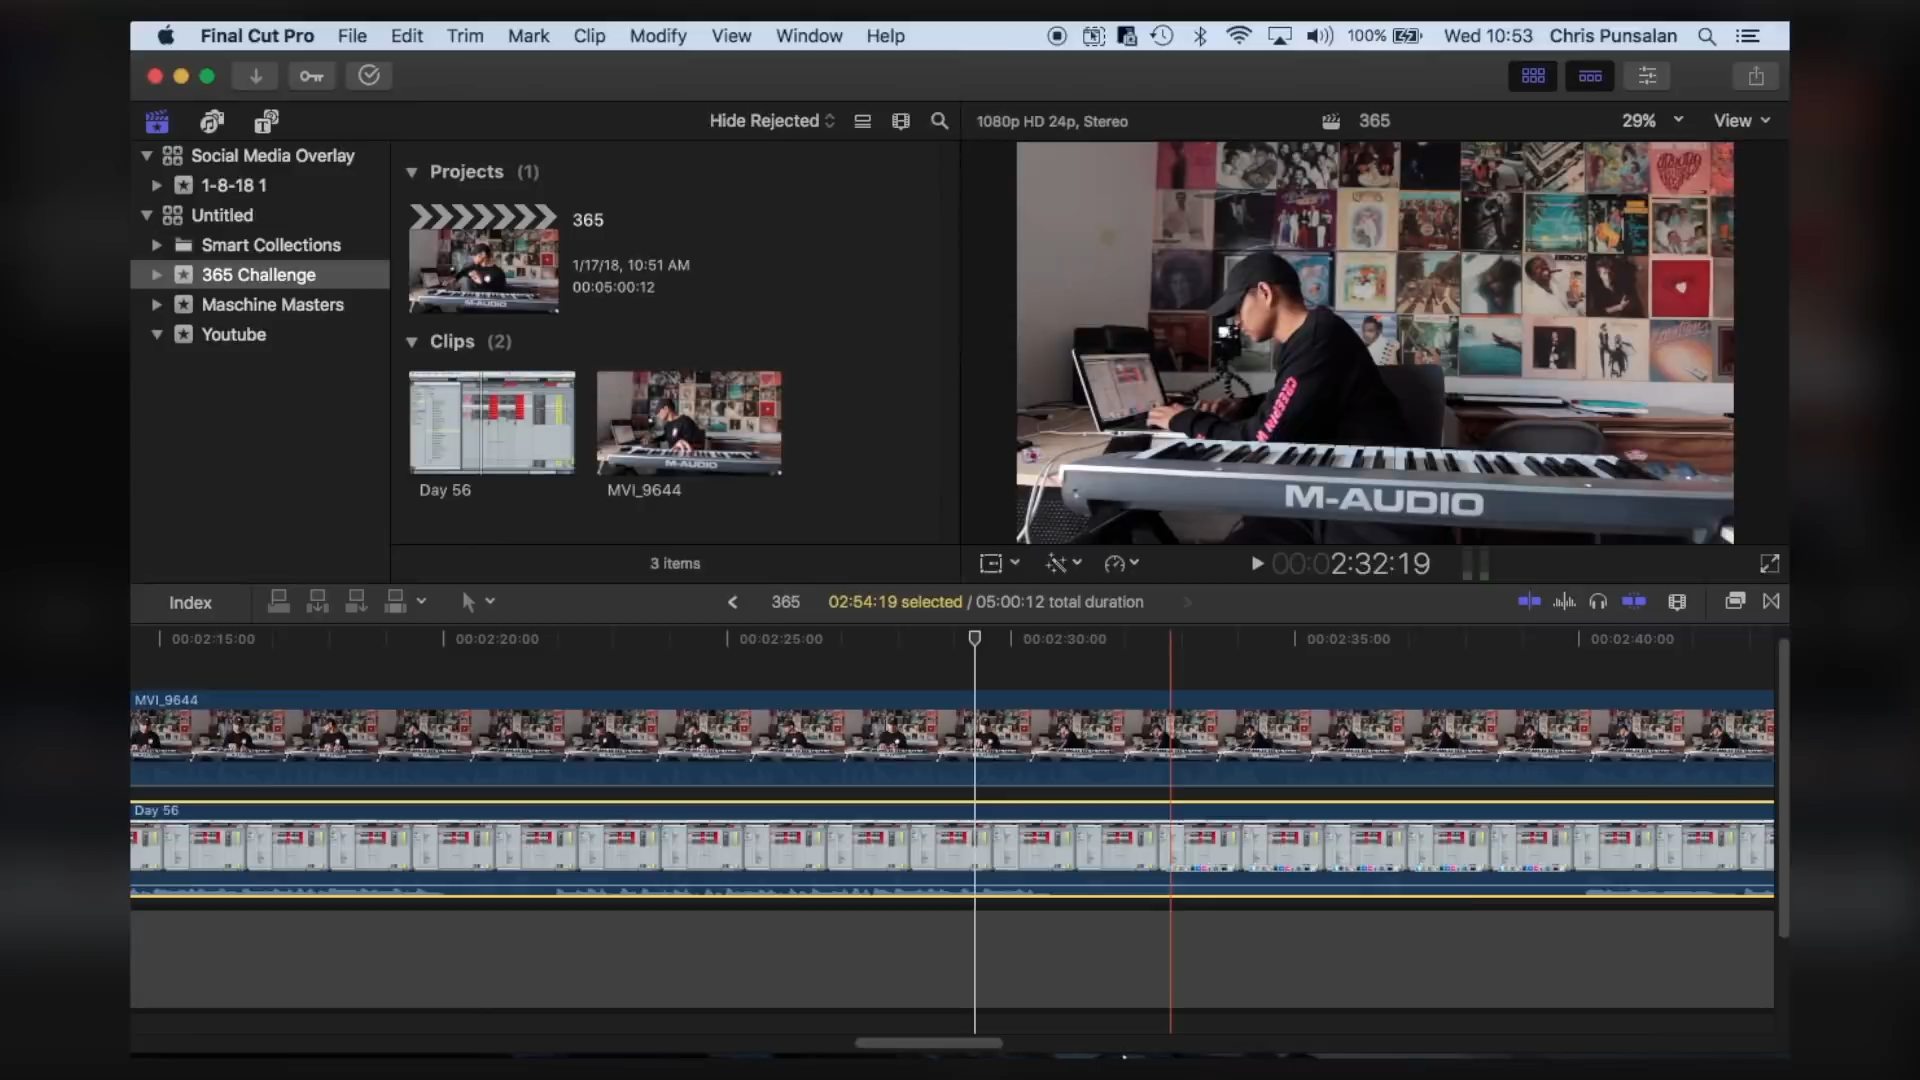 Final Cut Pro File Edit Trim Mark Clip Modify View Window Help 100% Wed 10:53 Chris Punsalan
Hide Rejected
1080p HD 24p, Stereo 365 29% View
Social Media Overlay
1-8-18 1
Untitled
Smart Collections
365 Challenge
Maschine Masters
Youtube
Projects (1)
365
1/17/18, 10:51 AM
00:05:00:12
M-AUDIO
Clips (2)
M-AUDIO
Day 56 MVI_9644
3 items
M-AUDIO
00:02:32:19
Index 365 02:54:19 selected / 05:00:12 total duration
00:02:15:00 00:02:20:00 00:02:25:00 00:02:30:00 00:02:35:00 00:02:40:00
MVI_9644
Day 56